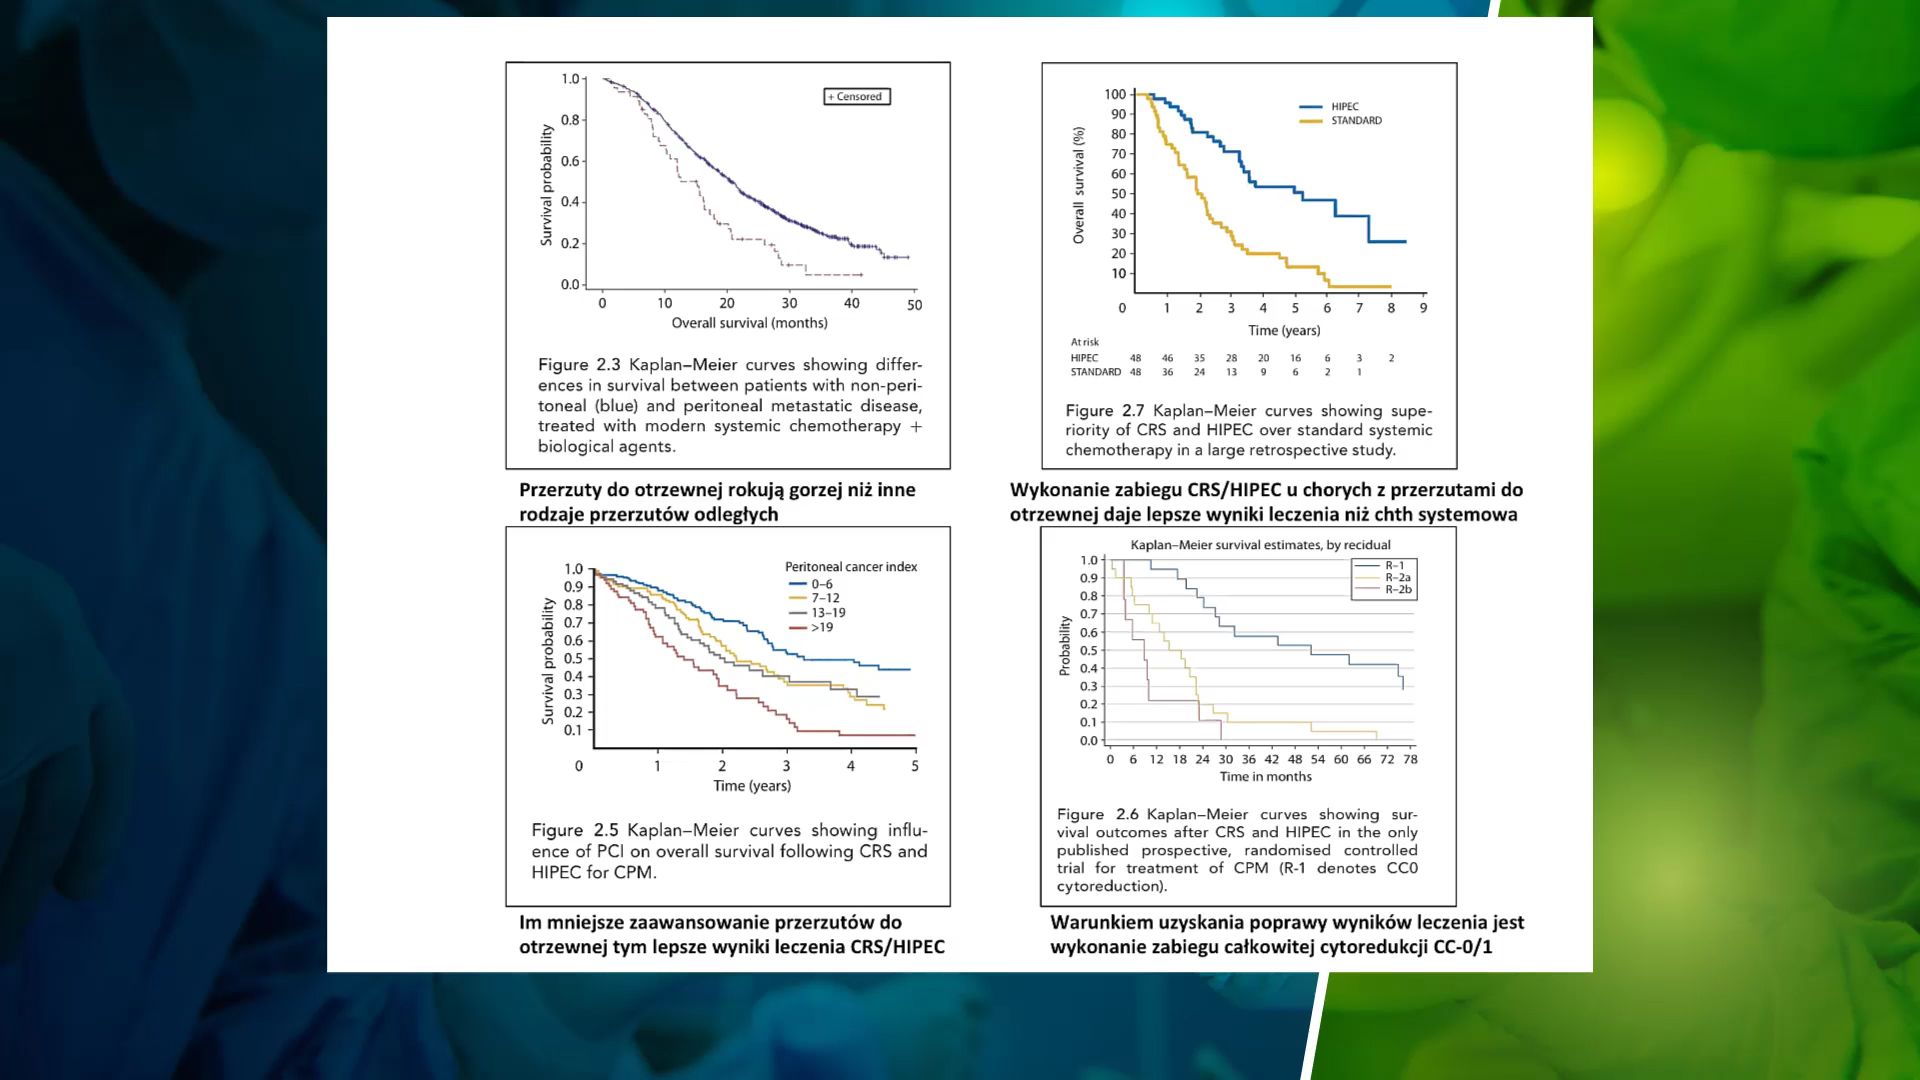 1.0
0.8
0.6
0.4
0.2
0.0
Survival probability
+ Censored
0 10 20 30 40 50
Overall survival (months)
Figure 2.3 Kaplan–Meier curves showing differ-
ences in survival between patients with non-peri-
toneal (blue) and peritoneal metastatic disease,
treated with modern systemic chemotherapy +
biological agents.
Przerzuty do otrzewnej rokują gorzej niż inne
rodzaje przerzutów odległych
100
90
80
70
60
50
40
30
20
10
Overall survival (%)
HIPEC
STANDARD
0 1 2 3 4 5 6 7 8 9
Time (years)
At risk
HIPEC 48 46 35 28 20 16 6 3 2
STANDARD 48 36 24 13 9 6 2 1
Figure 2.7 Kaplan–Meier curves showing supe-
riority of CRS and HIPEC over standard systemic
chemotherapy in a large retrospective study.
Wykonanie zabiegu CRS/HIPEC u chorych z przerzutami do
otrzewnej daje lepsze wyniki leczenia niż chth systemowa
1.0
0.9
0.8
0.7
0.6
0.5
0.4
0.3
0.2
0.1
Survival probability
Peritoneal cancer index
0–6
7–12
13–19
>19
0 1 2 3 4 5
Time (years)
Figure 2.5 Kaplan–Meier curves showing influ-
ence of PCI on overall survival following CRS and
HIPEC for CPM.
Im mniejsze zaawansowanie przerzutów do
otrzewnej tym lepsze wyniki leczenia CRS/HIPEC
Kaplan–Meier survival estimates, by recidual
1.0
0.9
0.8
0.7
0.6
0.5
0.4
0.3
0.2
0.1
0.0
Probability
R–1
R–2a
R–2b
0 6 12 18 24 30 36 42 48 54 60 66 72 78
Time in months
Figure 2.6 Kaplan–Meier curves showing sur-
vival outcomes after CRS and HIPEC in the only
published prospective, randomised controlled
trial for treatment of CPM (R-1 denotes CC0
cytoreduction).
Warunkiem uzyskania poprawy wyników leczenia jest
wykonanie zabiegu całkowitej cytoredukcji CC-0/1